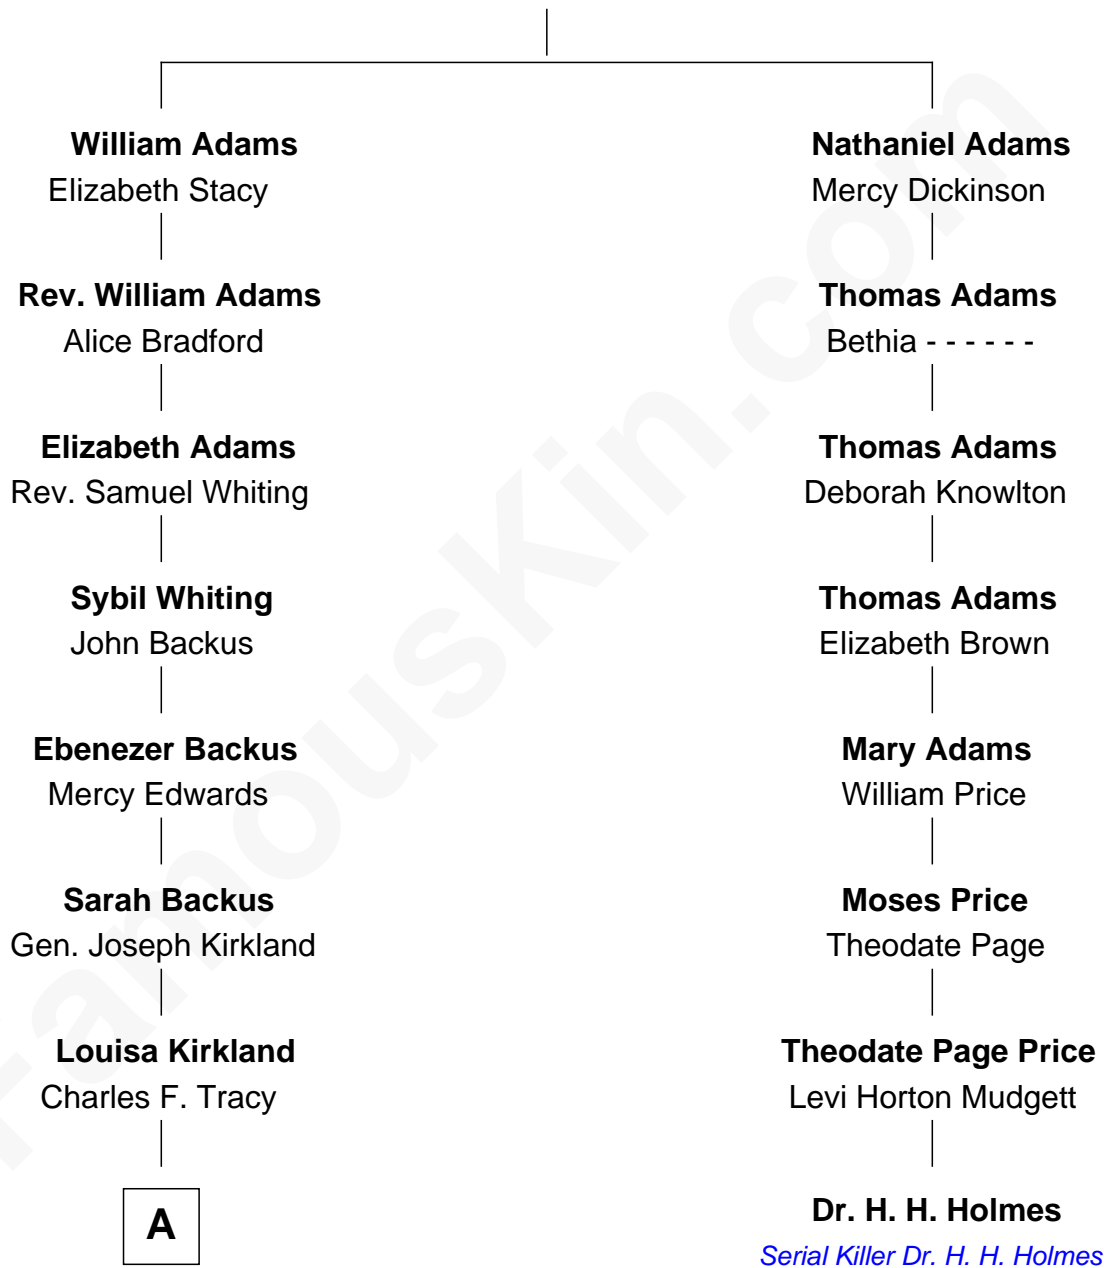 William Adams
Elizabeth Stacy
Rev. William Adams
Alice Bradford
Elizabeth Adams
Rev. Samuel Whiting
Sybil Whiting
John Backus
Ebenezer Backus
Mercy Edwards
Sarah Backus
Gen. Joseph Kirkland
Louisa Kirkland
Charles F. Tracy
A
Nathaniel Adams
Mercy Dickinson
Thomas Adams
Bethia - - - - - -
Thomas Adams
Deborah Knowlton
Thomas Adams
Elizabeth Brown
Mary Adams
William Price
Moses Price
Theodate Page
Theodate Page Price
Levi Horton Mudgett
Dr. H. H. Holmes
Serial Killer Dr. H. H. Holmes
FamousKin.com